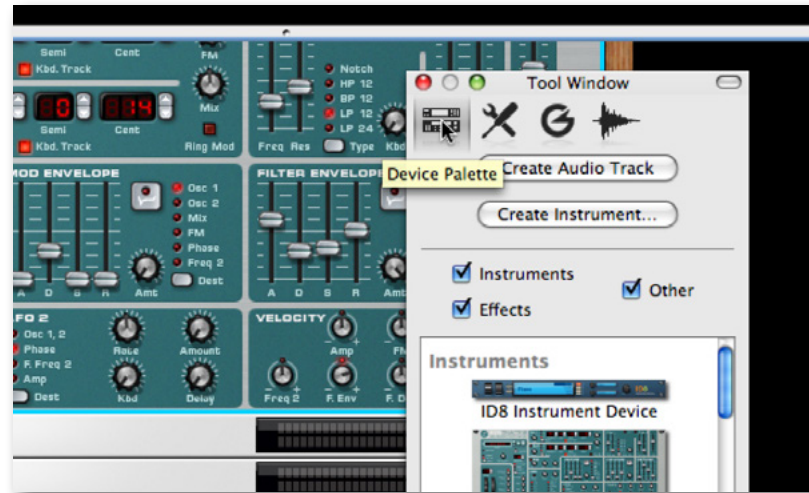 Semi Cent FM
Kbd. Track
Mix
0 14
Semi Cent
Kbd. Track Ring Mod
Notch
HP 12
BP 12
LP 12
LP 24
Freq Res Type Kbd
MOD ENVELOPE
Osc 1
Osc 2
Mix
FM
Phase
Freq 2
A D S R Amt Dest
FILTER ENVELOPE
A D S R Amt
FO 2
Osc 1, 2
Phase
F. Freq 2
Amp
Dest
Rate Amount
Kbd Delay
VELOCITY
Amp FM
Freq 2 F. Env F. D
Tool Window
Device Palette
Create Audio Track
Create Instrument...
Instruments
Effects
Other
Instruments
ID8 Instrument Device